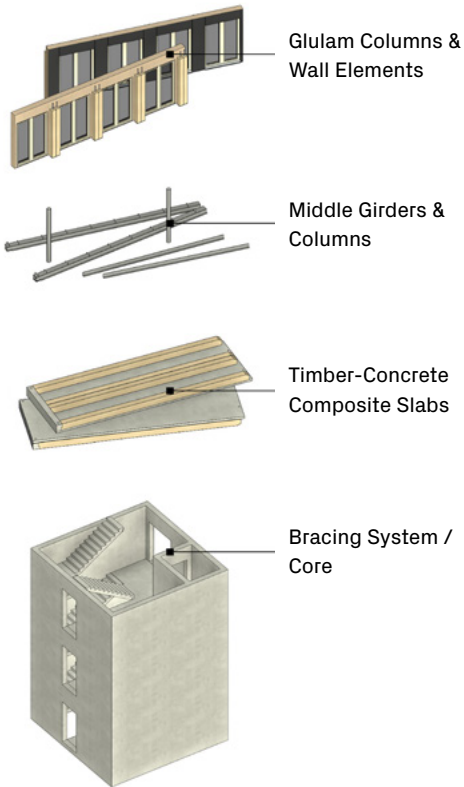 Glulam Columns &
Wall Elements
Middle Girders &
Columns
Timber-Concrete
Composite Slabs
Bracing System /
Core